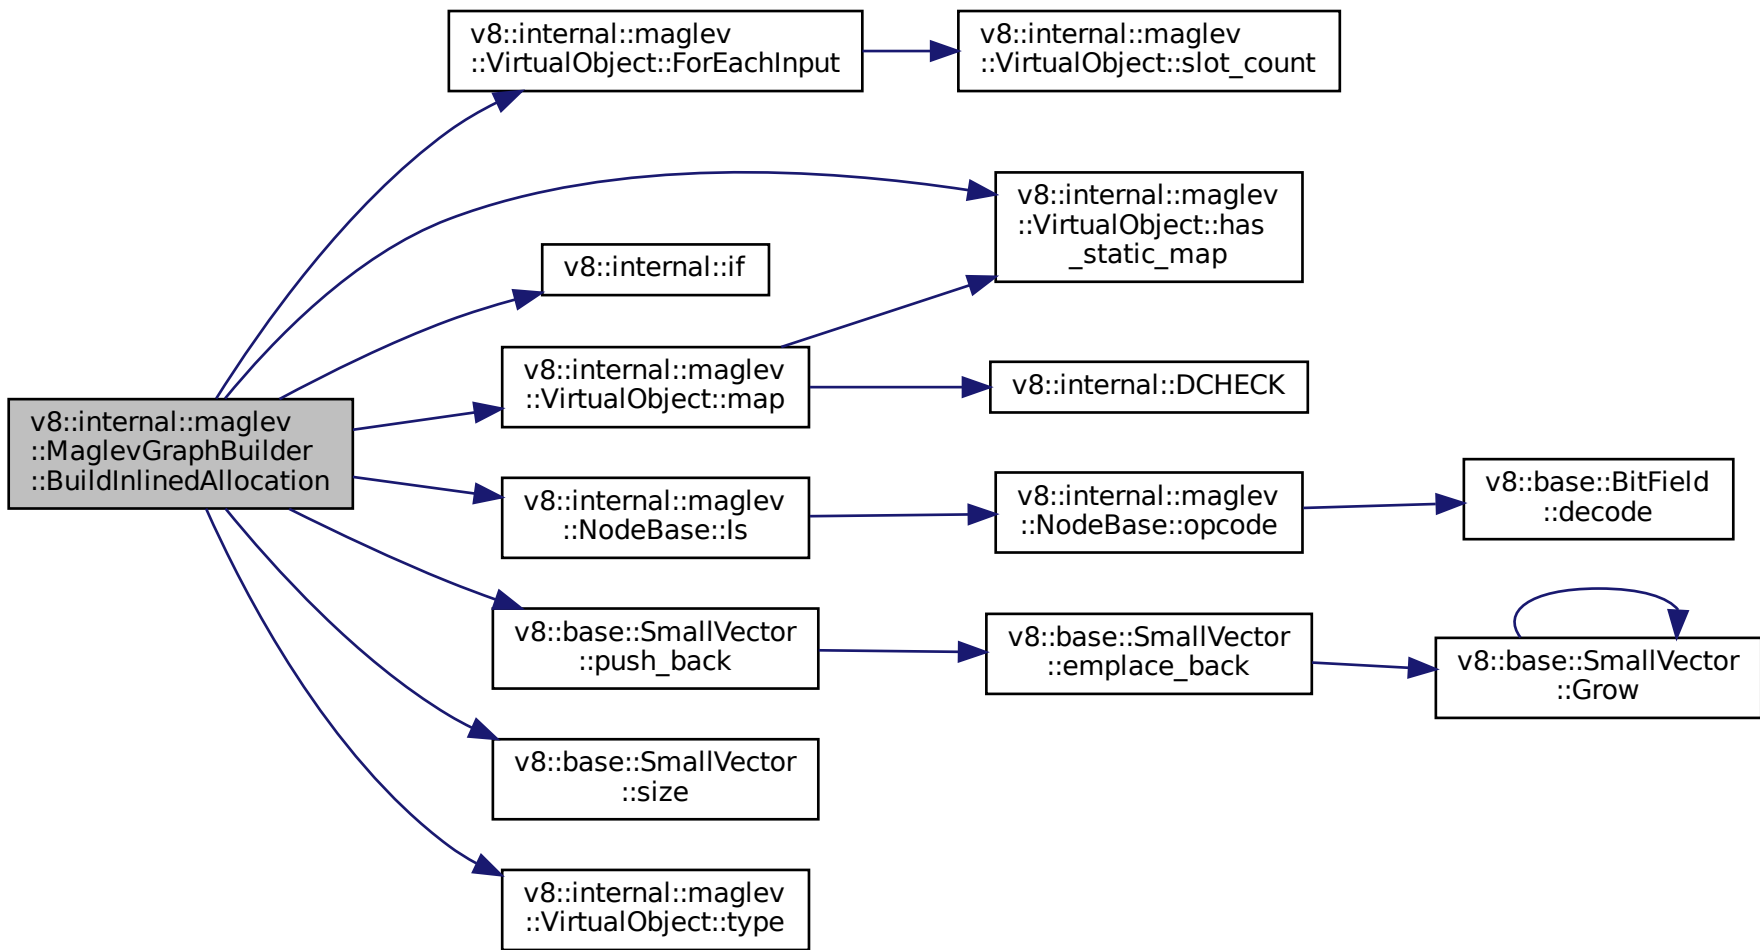 v8::internal::maglev
::VirtualObject::ForEachInput
v8::internal::maglev
::VirtualObject::slot_count
v8::internal::maglev
::VirtualObject::has
_static_map
v8::internal::if
v8::internal::maglev
::VirtualObject::map
v8::internal::DCHECK
v8::internal::maglev
::MaglevGraphBuilder
::BuildInlinedAllocation
v8::internal::maglev
::NodeBase::Is
v8::internal::maglev
::NodeBase::opcode
v8::base::BitField
::decode
v8::base::SmallVector
::push_back
v8::base::SmallVector
::emplace_back
v8::base::SmallVector
::Grow
v8::base::SmallVector
::size
v8::internal::maglev
::VirtualObject::type